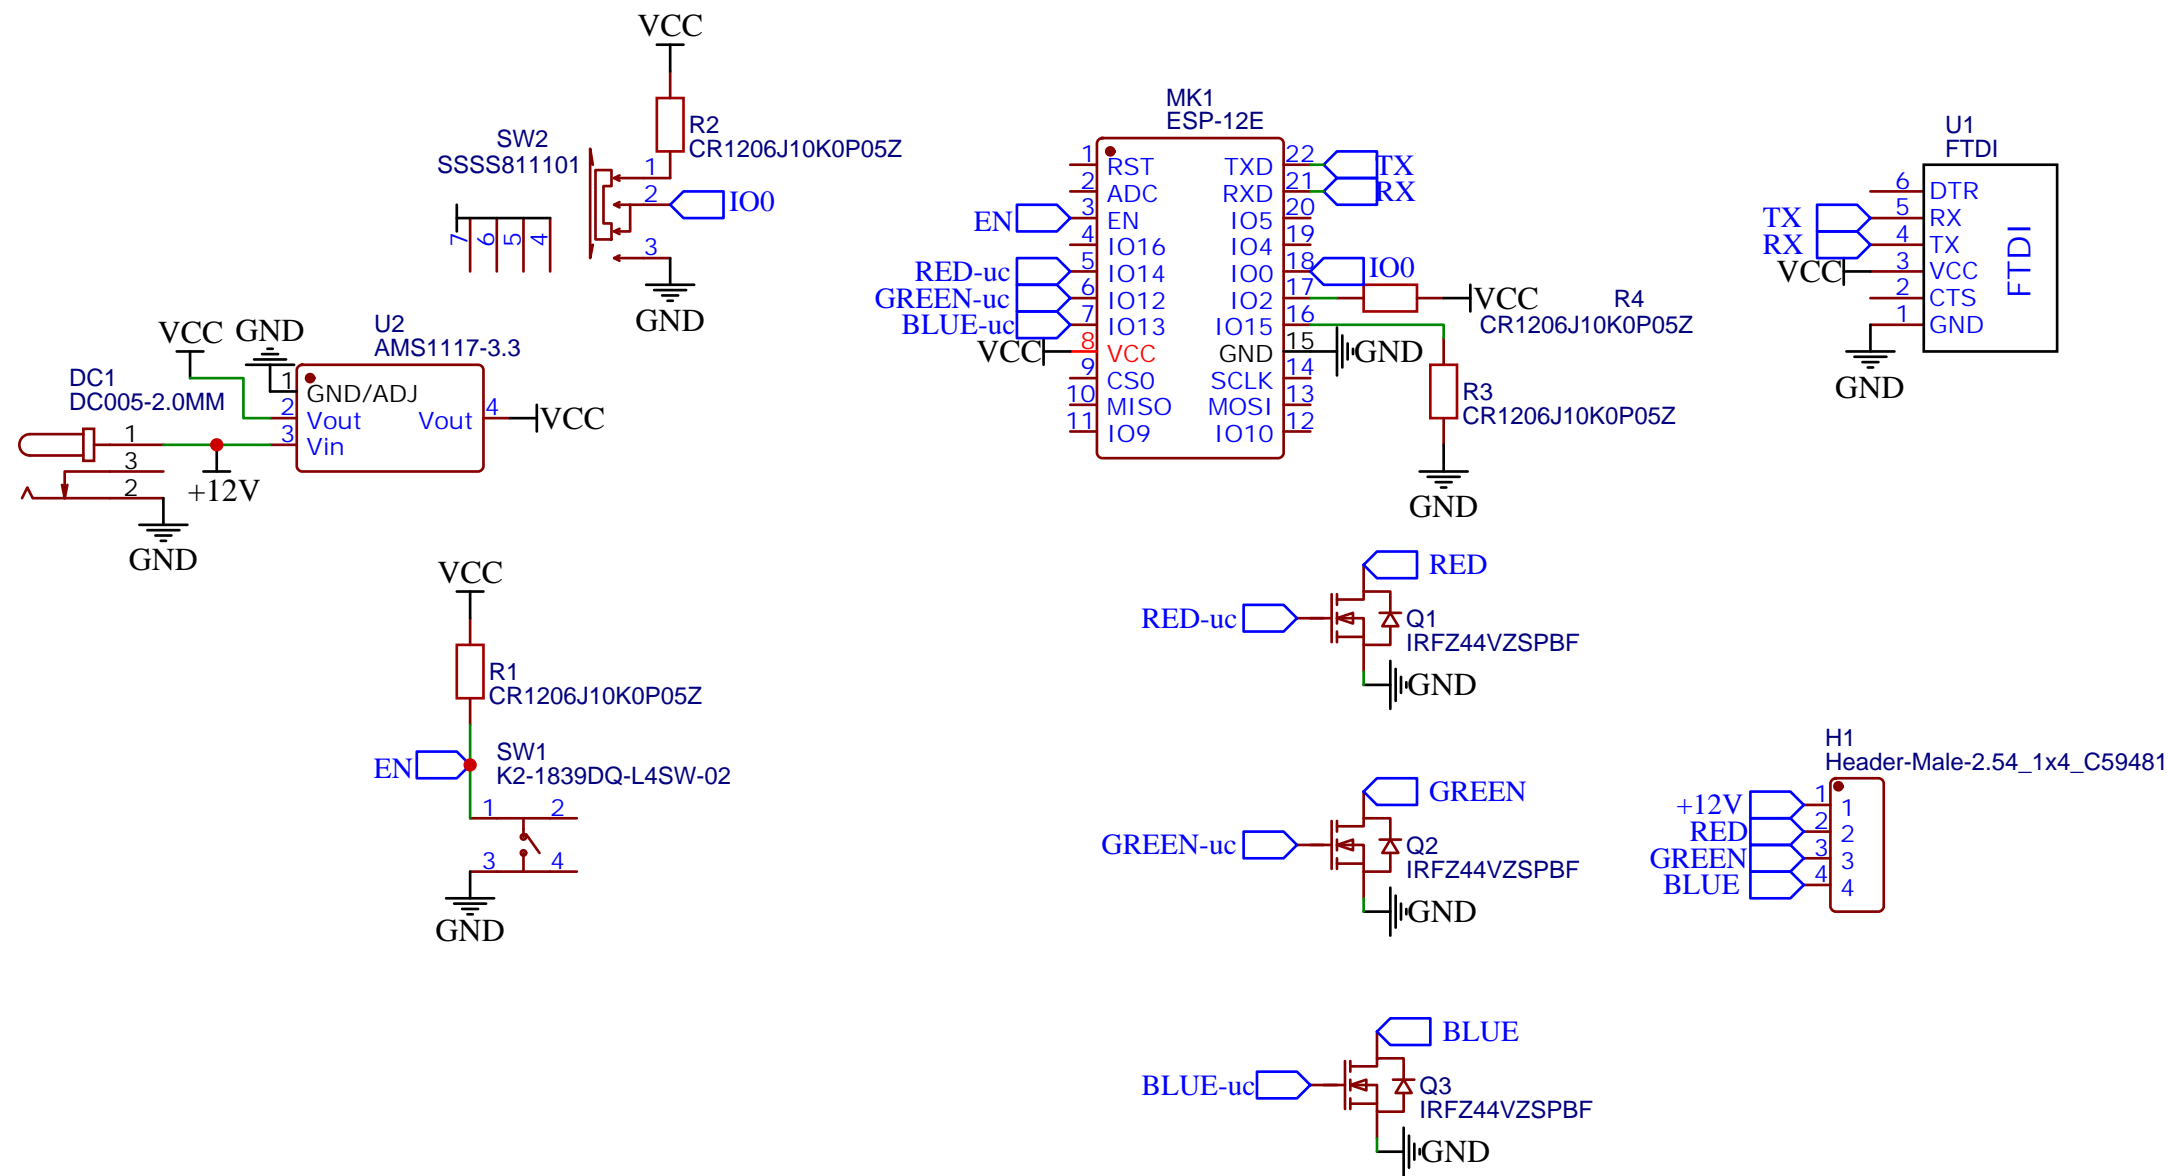 VCC
R2
CR1206J10K0P05Z
SW2
SSSS811101
1
2
3
IO0
GND
7
6
5
4
MK1
ESP-12E
1
RST
2
ADC
3
EN
4
IO16
5
IO14
6
IO12
7
IO13
8
VCC
9
CS0
10
MISO
11
IO9
22
TXD
21
RXD
20
IO5
19
IO4
18
IO0
17
IO2
16
IO15
15
GND
14
SCLK
13
MOSI
12
IO10
EN
RED-uc
GREEN-uc
BLUE-uc
VCC
TX
RX
IO0
VCC
R4
CR1206J10K0P05Z
GND
R3
CR1206J10K0P05Z
GND
U1
FTDI
6
DTR
5
RX
4
TX
3
VCC
2
CTS
1
GND
FTDI
TX
RX
VCC
GND
VCC
GND
U2
AMS1117-3.3
1
GND/ADJ
2
Vout
3
Vin
Vout
4
VCC
DC1
DC005-2.0MM
1
3
2
+12V
GND
VCC
R1
CR1206J10K0P05Z
EN
SW1
K2-1839DQ-L4SW-02
1
2
3
4
GND
RED
RED-uc
Q1
IRFZ44VZSPBF
GND
GREEN
GREEN-uc
Q2
IRFZ44VZSPBF
GND
BLUE
BLUE-uc
Q3
IRFZ44VZSPBF
GND
H1
Header-Male-2.54_1x4_C59481
+12V
1
1
RED
2
2
GREEN
3
3
BLUE
4
4